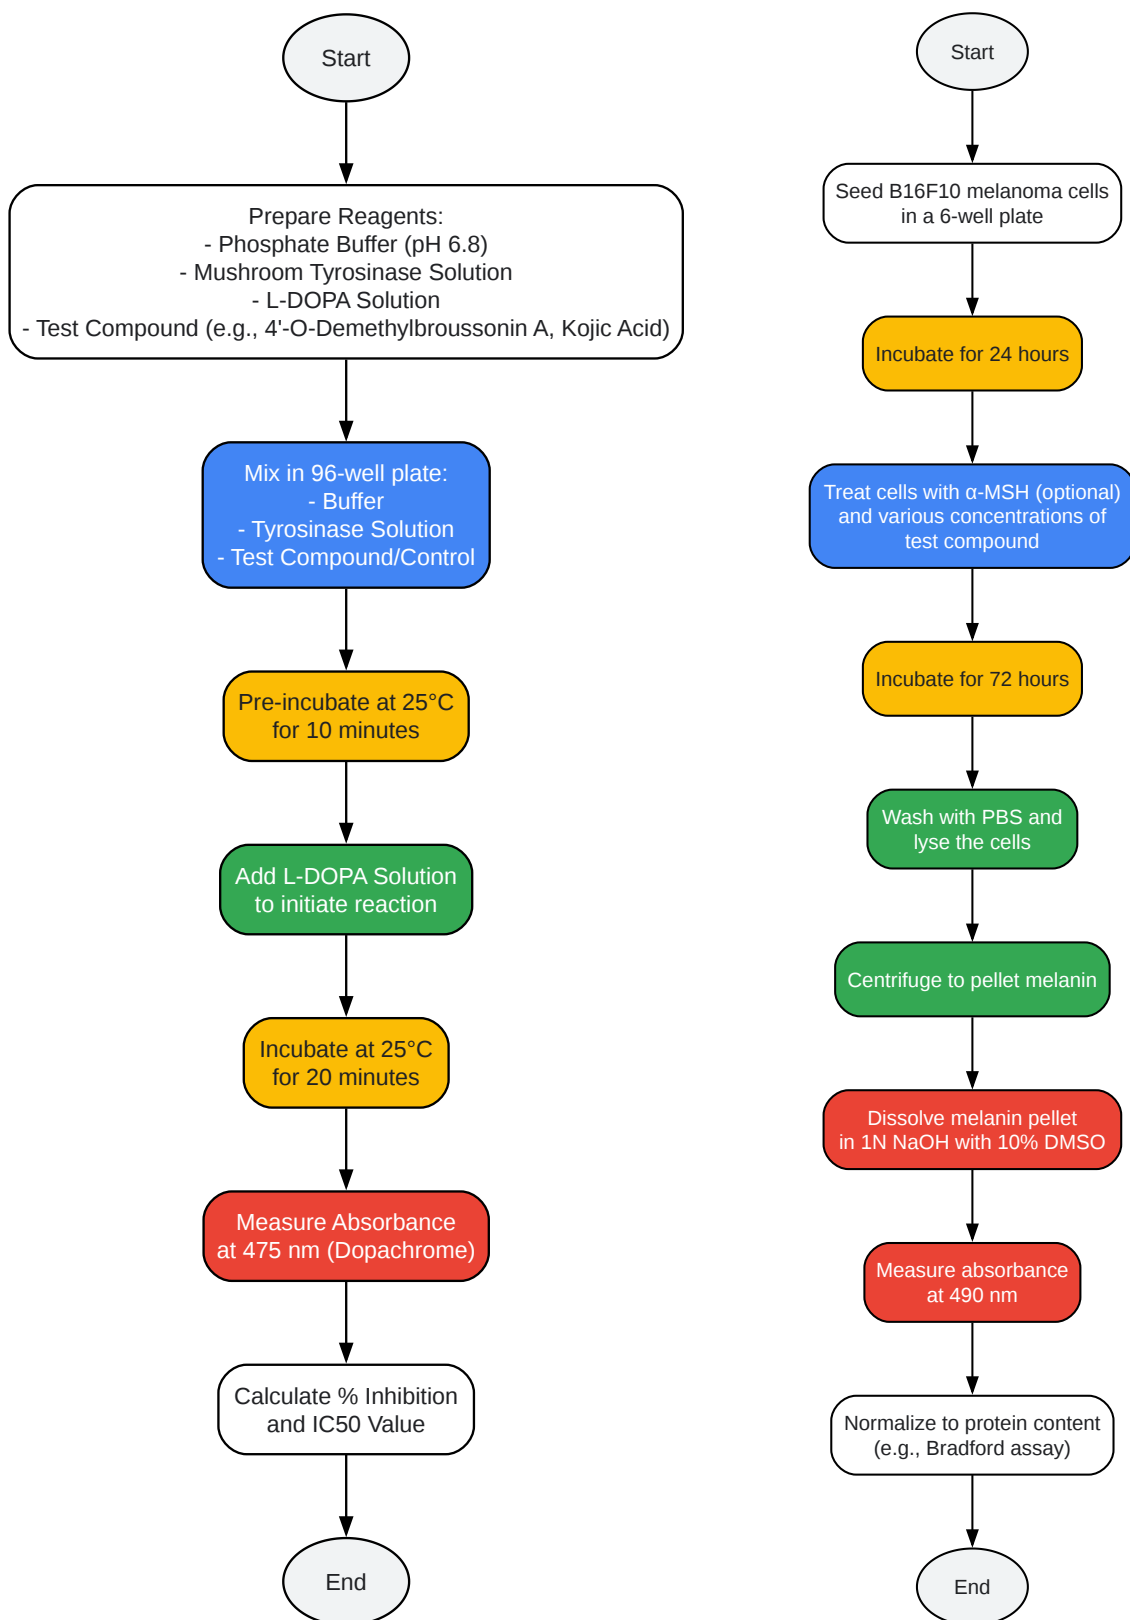 Start
Prepare Reagents:
- Phosphate Buffer (pH 6.8)
- Mushroom Tyrosinase Solution
- L-DOPA Solution
- Test Compound (e.g., 4'-O-Demethylbroussonin A, Kojic Acid)
Mix in 96-well plate:
- Buffer
- Tyrosinase Solution
- Test Compound/Control
Pre-incubate at 25°C
for 10 minutes
Add L-DOPA Solution
to initiate reaction
Incubate at 25°C
for 20 minutes
Measure Absorbance
at 475 nm (Dopachrome)
Calculate % Inhibition
and IC50 Value
End
Start
Seed B16F10 melanoma cells
in a 6-well plate
Incubate for 24 hours
Treat cells with α-MSH (optional)
and various concentrations of
test compound
Incubate for 72 hours
Wash with PBS and
lyse the cells
Centrifuge to pellet melanin
Dissolve melanin pellet
in 1N NaOH with 10% DMSO
Measure absorbance
at 490 nm
Normalize to protein content
(e.g., Bradford assay)
End